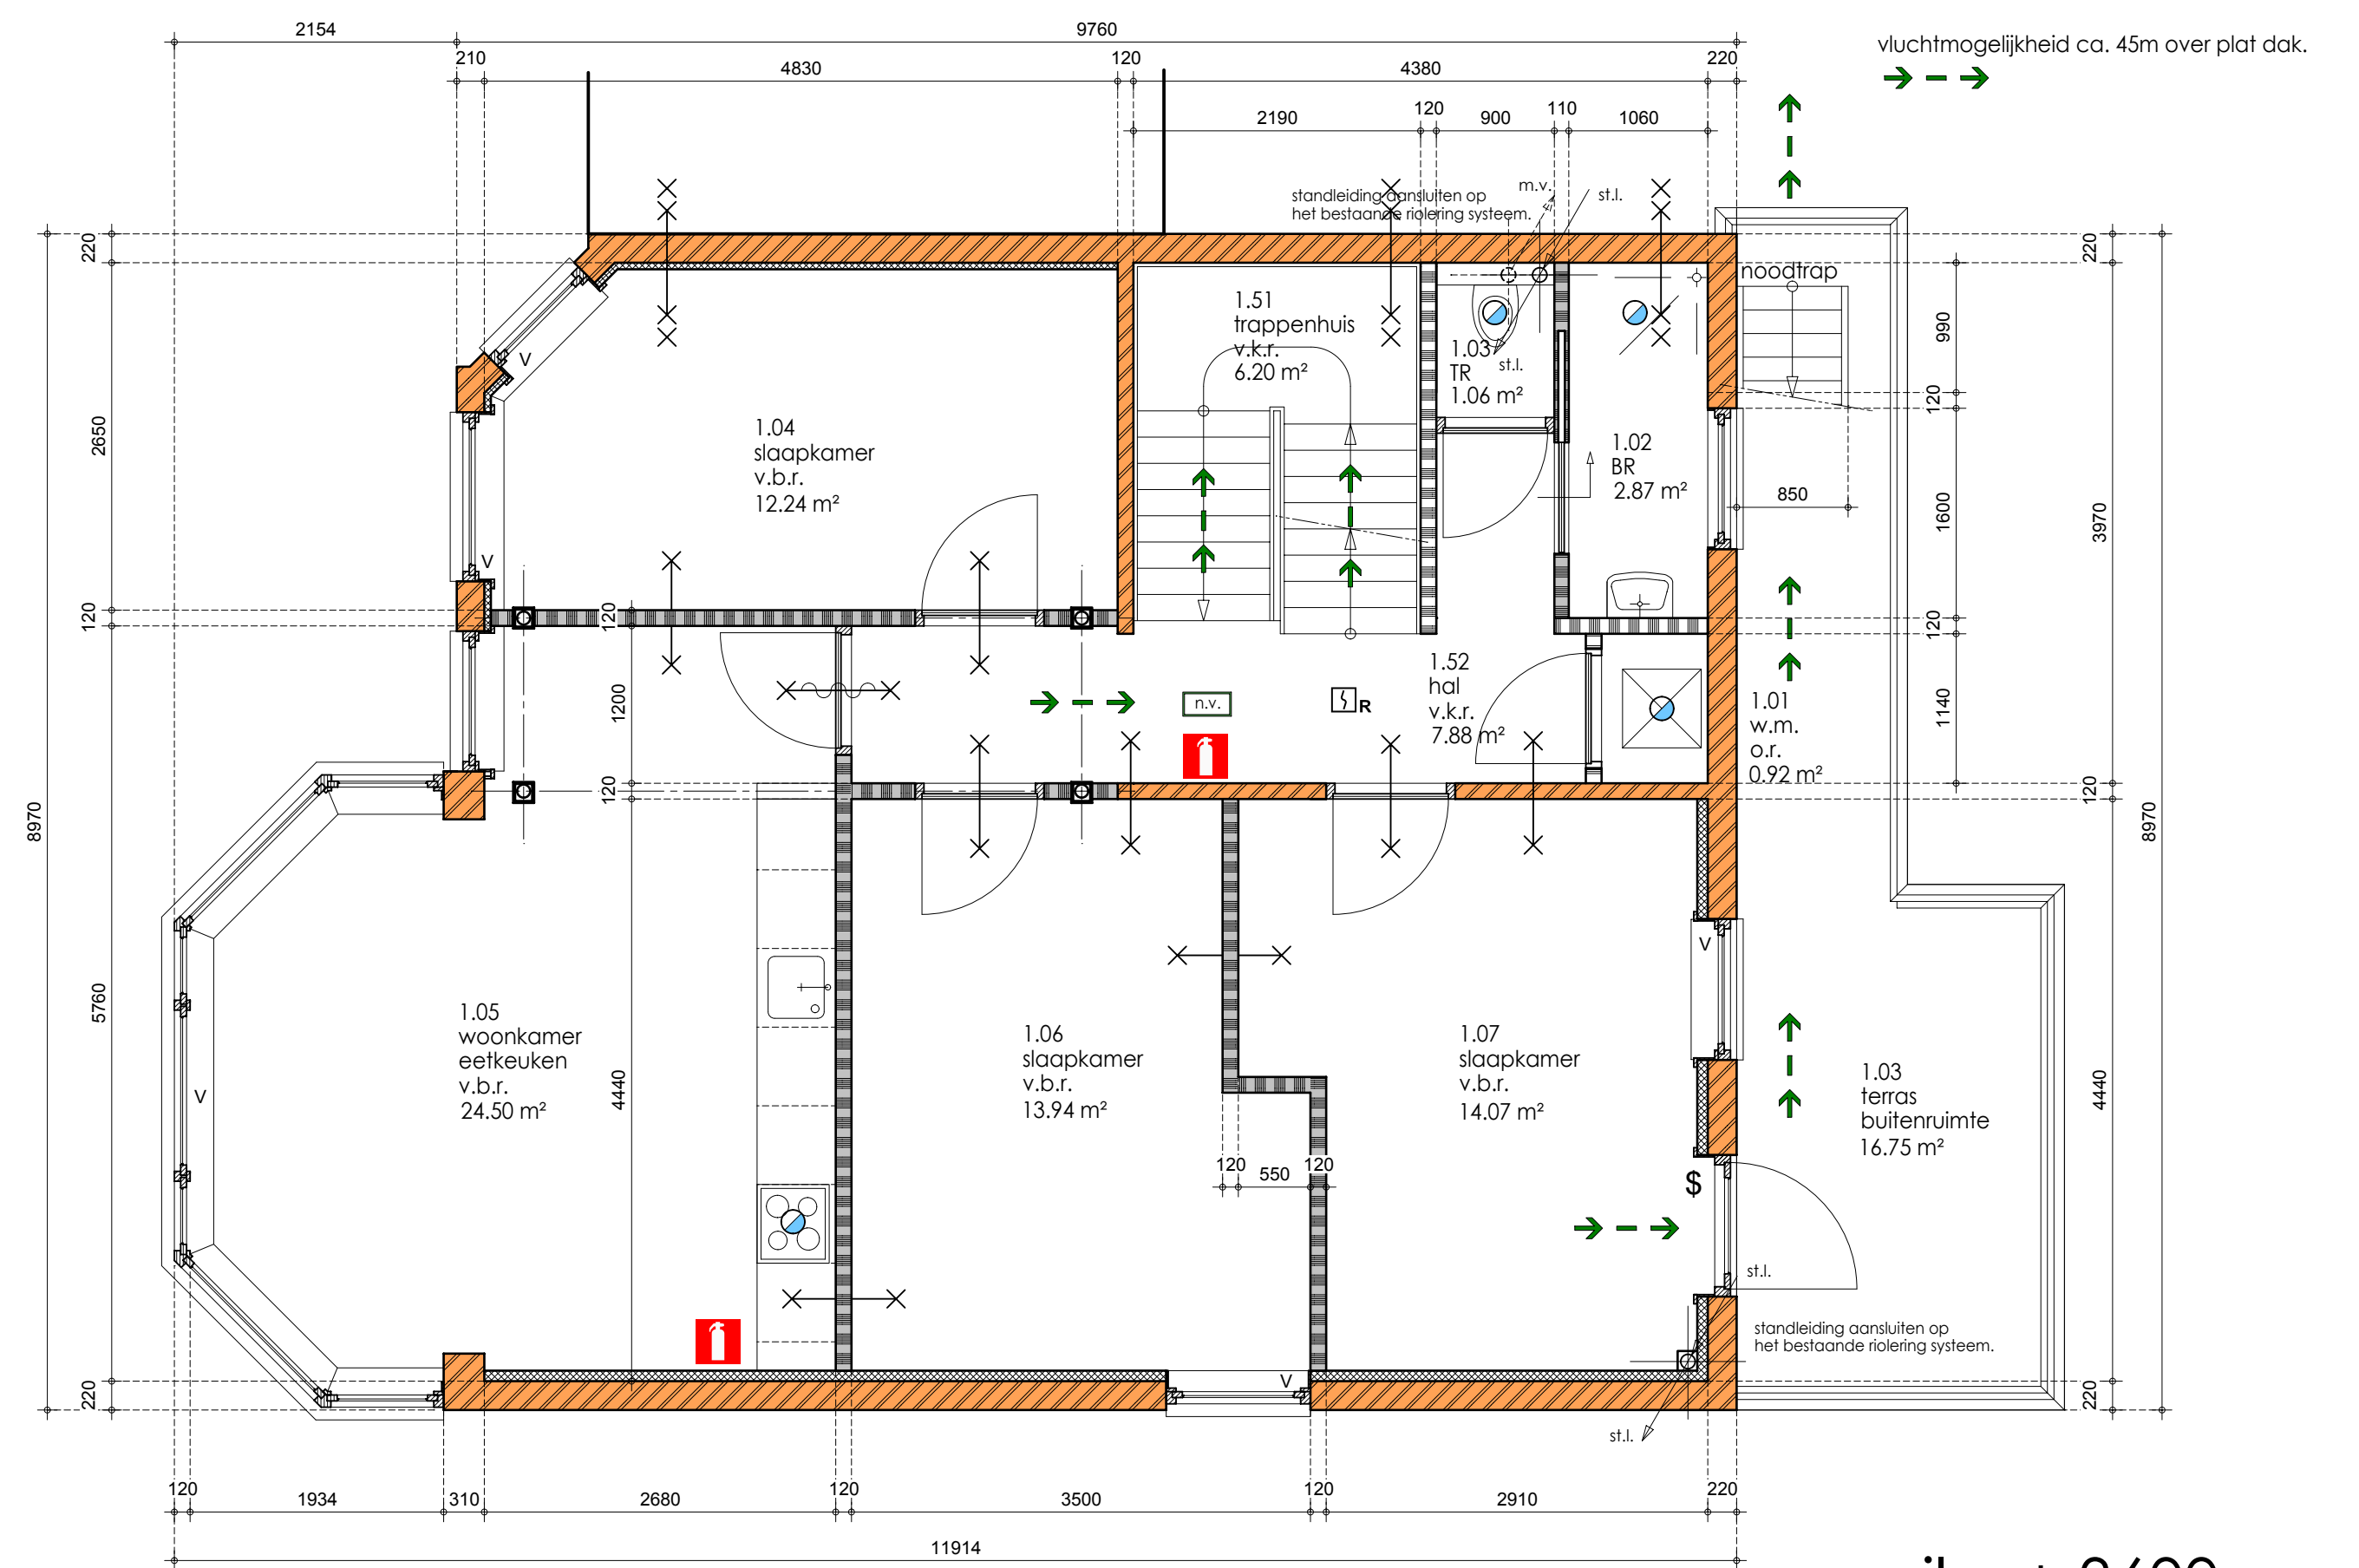 2154
9760
vluchtmogelijkheid ca. 45m over plat dak.
210
4830
120
4380
220
2190
120
900
110
1060
standleiding aansluiten op
het bestaande riolering systeem.
m.v.
st.l.
220
220
noodtrap
1.51
trappenhuis
v.k.r.
6.20 m²
1.03
TR
1.06 m²
st.l.
990
V
120
2650
1.04
slaapkamer
v.b.r.
12.24 m²
1.02
BR
2.87 m²
850
1600
3970
V
120
120
120
1.52
hal
v.k.r.
7.88 m²
1200
n.v.
R
1.01
w.m.
o.r.
0.92 m²
1140
120
120
8970
8970
V
5760
1.05
woonkamer
eetkeuken
v.b.r.
24.50 m²
1.06
slaapkamer
v.b.r.
13.94 m²
1.07
slaapkamer
v.b.r.
14.07 m²
1.03
terras
buitenruimte
16.75 m²
V
4440
4440
120
550
120
$
st.l.
standleiding aansluiten op
het bestaande riolering systeem.
V
220
220
st.l.
120
1934
310
2680
120
3500
120
2910
220
11914